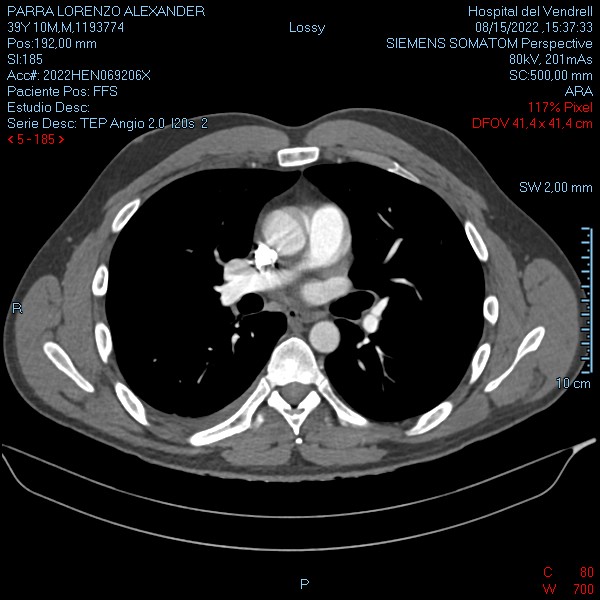 PARRA LORENZO ALEXANDER
39Y 10M,M,1193774
Pos:192,00 mm
SI:185
Acc#: 2022HEN069206X
Paciente Pos: FFS
Estudio Desc:
Serie Desc: TEP Angio 2.0 I20s 2
< 5 - 185 >
Lossy
Hospital del Vendrell
08/15/2022 ,15:37:33
SIEMENS SOMATOM Perspective
80kV, 201mAs
SC:500,00 mm
ARA
117% Pixel
DFOV 41,4 x 41,4 cm
SW 2,00 mm
R
10 cm
P
C 80
W 700